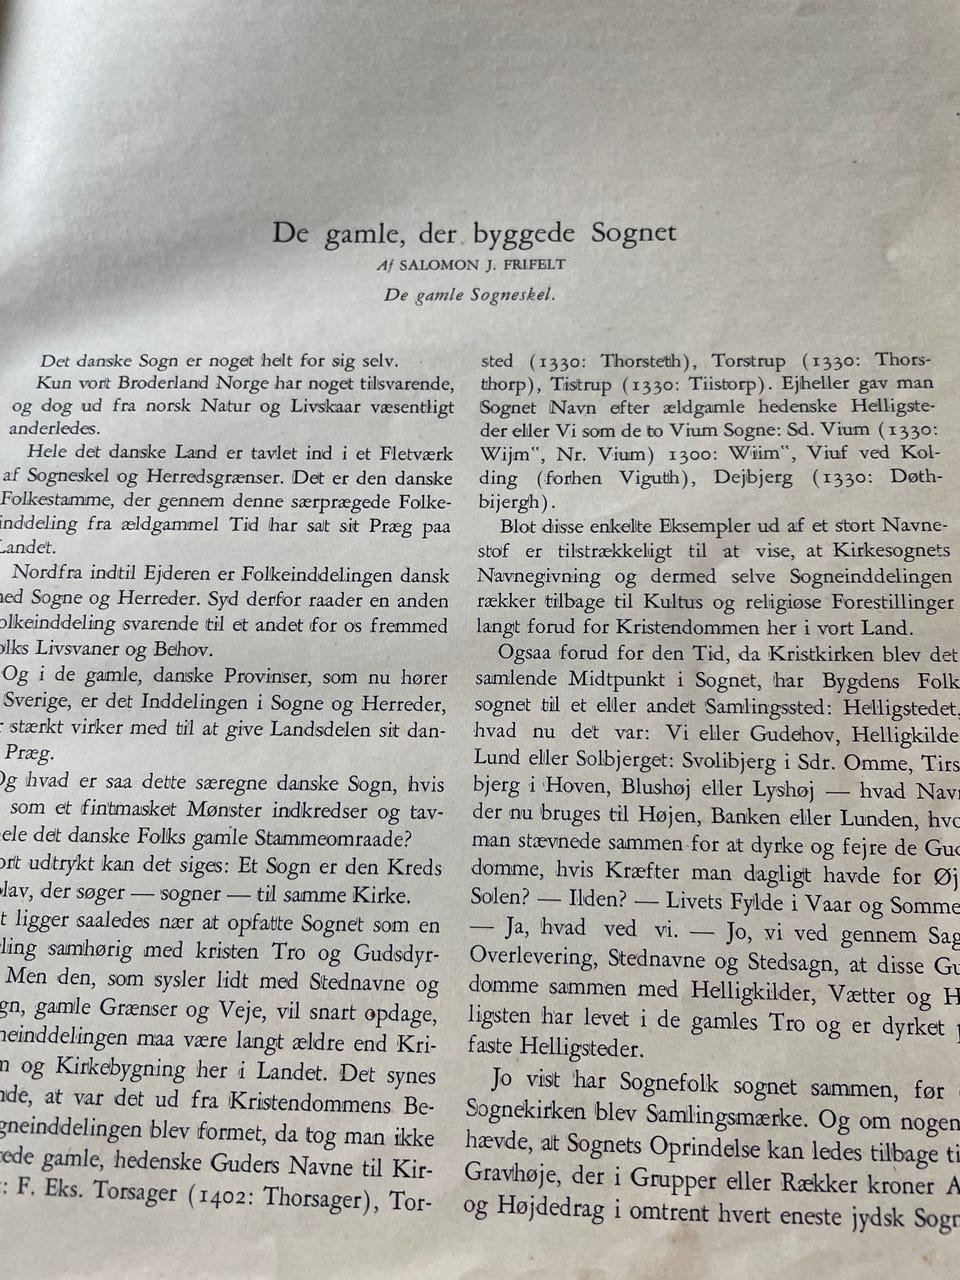 De gamle, der byggede Sognet
Af SALOMON J. FRIFELT
De gamle Sogneskel.
Det danske Sogn er noget helt for sig selv.
Kun vort Broderland Norge har noget tilsvarende,
og dog ud fra norsk Natur og Livskaar væsentligt
anderledes.
Hele det danske Land er tavlet ind i et Fletværk
af Sogneskel og Herredsgrænser. Det er den danske
Folkestamme, der gennem denne særprægede Folke-
inddeling fra ældgammel Tid har sat sit Præg paa
Landet.
Nordfra indtil Ejderen er Folkeinddelingen dansk
med Sogne og Herreder. Syd derfor raader en anden
Folkeinddeling svarende til et andet for os fremmed
Folks Livsvaner og Behov.
Og i de gamle, danske Provinser, som nu hører
Sverige, er det Inddelingen i Sogne og Herreder,
stærkt virker med til at give Landsdelen sit dan-
Præg.
Og hvad er saa dette særegne danske Sogn, hvis
som et fintmasket Mønster indkredser og tav-
hele det danske Folks gamle Stammeomraade?
ort udtrykt kan det siges: Et Sogn er den Kreds
lav, der søger — sogner — til samme Kirke.
t ligger saaledes nær at opfatte Sognet som en
ling samhørig med kristen Tro og Gudsdyr-
Men den, som sysler lidt med Stednavne og
gn, gamle Grænser og Veje, vil snart opdage,
neinddelingen maa være langt ældre end Kri-
n og Kirkebygning her i Landet. Det synes
nde, at var det ud fra Kristendommens Be-
gneinddelingen blev formet, da tog man ikke
ede gamle, hedenske Guders Navne til Kir-
: F. Eks. Torsager (1402: Thorsager), Tor-
sted (1330: Thorsteth), Torstrup (1330: Thors-
thorp), Tistrup (1330: Tiistorp). Ejheller gav man
Sognet Navn efter ældgamle hedenske Helligste-
der eller Vi som de to Vium Sogne: Sd. Vium (1330:
Wijm", Nr. Vium) 1300: Wiim", Viuf ved Kol-
ding (forhen Viguth), Dejbjerg (1330: Døth-
bijergh).
Blot disse enkelte Eksempler ud af et stort Navne-
stof er tilstrækkeligt til at vise, at Kirkesognets
Navnegivning og dermed selve Sogneinddelingen
rækker tilbage til Kultus og religiøse Forestillinger
langt forud for Kristendommen her i vort Land.
Ogsaa forud for den Tid, da Kristkirken blev det
samlende Midtpunkt i Sognet, har Bygdens Folk
sognet til et eller andet Samlingssted: Helligstedet,
hvad nu det var: Vi eller Gudehov, Helligkilde
Lund eller Solbjerget: Svolibjerg i Sdr. Omme, Tirs
bjerg i Hoven, Blushøj eller Lyshøj — hvad Navn
der nu bruges til Højen, Banken eller Lunden, hvo
man stævnede sammen for at dyrke og fejre de Gud
domme, hvis Kræfter man dagligt havde for Øj
Solen? — Ilden? — Livets Fylde i Vaar og Somme
— Ja, hvad ved vi. — Jo, vi ved gennem Sag
Overlevering, Stednavne og Stedsagn, at disse Gu
domme sammen med Helligkilder, Vætter og H
ligsten har levet i de gamles Tro og er dyrket p
faste Helligsteder.
Jo vist har Sognefolk sognet sammen, før
Sognekirken blev Samlingsmærke. Og om nogen
hævde, at Sognets Oprindelse kan ledes tilbage ti
Gravhøje, der i Grupper eller Rækker kroner A
og Højdedrag i omtrent hvert eneste jydsk Sogn